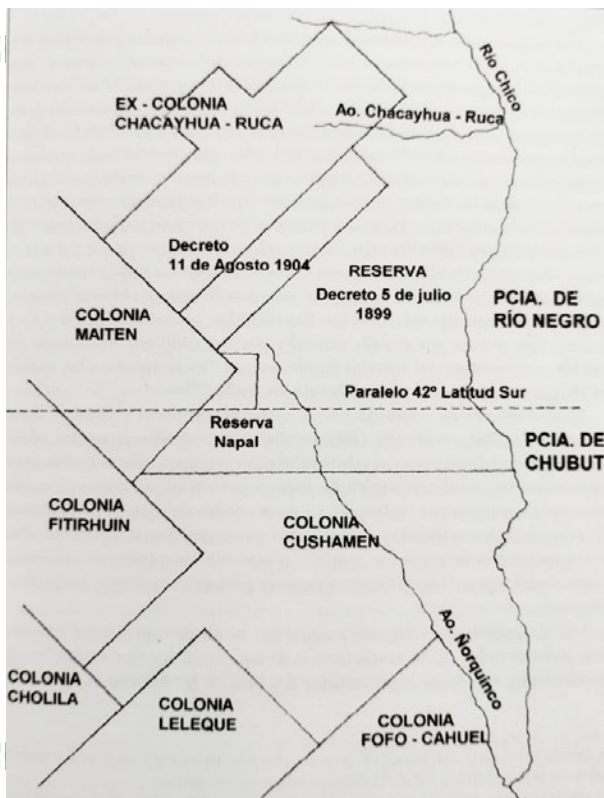 Río Chico
EX - COLONIA
CHACAYHUA - RUCA
Ao. Chacayhua - Ruca
Decreto
11 de Agosto 1904
RESERVA
Decreto 5 de julio
1899
PCIA. DE
RÍO NEGRO
COLONIA
MAITEN
Paralelo 42º Latitud Sur
Reserva
Napal
PCIA. DE
CHUBUT
COLONIA
FITIRHUIN
COLONIA
CUSHAMEN
Ao. Ñorquinco
COLONIA
CHOLILA
COLONIA
LELEQUE
COLONIA
FOFO - CAHUEL